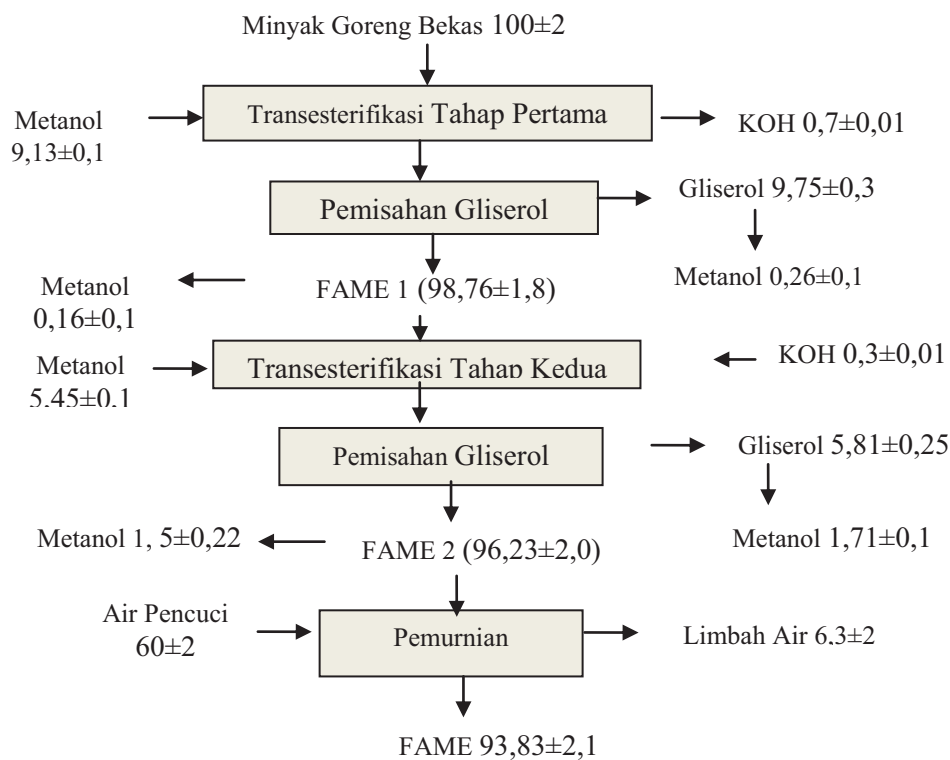 Minyak Goreng Bekas 100±2
Transesterifikasi Tahap Pertama
Metanol
9,13±0,1
KOH 0,7±0,01
Pemisahan Gliserol
Gliserol 9,75±0,3
Metanol 0,26±0,1
FAME 1 (98,76±1,8)
Metanol
0,16±0,1
Metanol
5,45±0,1
Transesterifikasi Tahap Kedua
KOH 0,3±0,01
Pemisahan Gliserol
Gliserol 5,81±0,25
Metanol 1, 5±0,22
FAME 2 (96,23±2,0)
Metanol 1,71±0,1
Air Pencuci
60±2
Pemurnian
Limbah Air 6,3±2
FAME 93,83±2,1